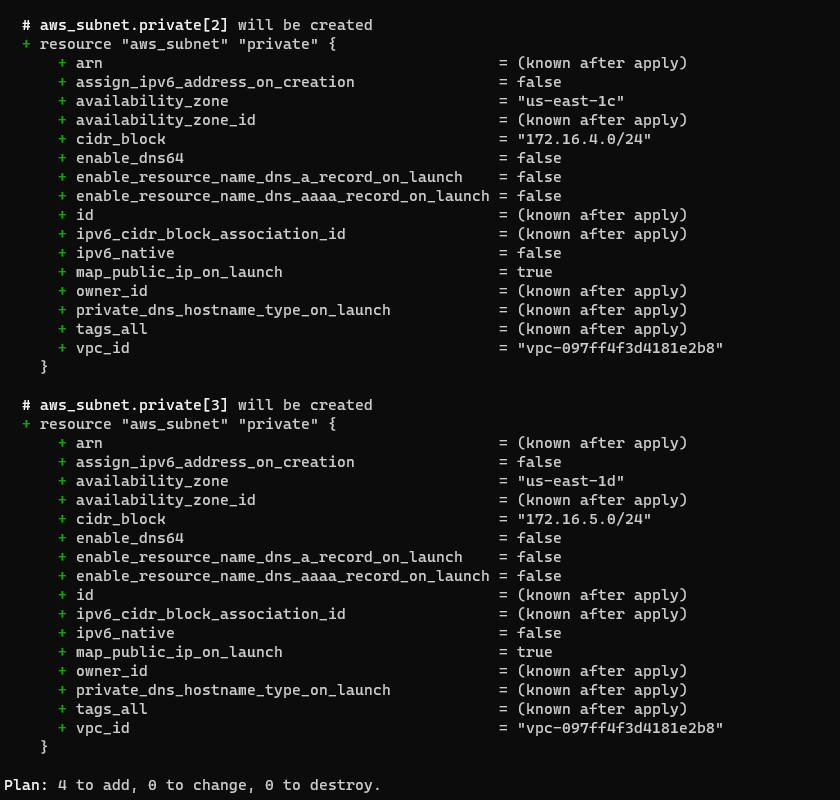 # aws_subnet.private[2] will be created
+ resource "aws_subnet" "private" {
+ arn = (known after apply)
+ assign_ipv6_address_on_creation = false
+ availability_zone = "us-east-1c"
+ availability_zone_id = (known after apply)
+ cidr_block = "172.16.4.0/24"
+ enable_dns64 = false
+ enable_resource_name_dns_a_record_on_launch = false
+ enable_resource_name_dns_aaaa_record_on_launch = false
+ id = (known after apply)
+ ipv6_cidr_block_association_id = (known after apply)
+ ipv6_native = false
+ map_public_ip_on_launch = true
+ owner_id = (known after apply)
+ private_dns_hostname_type_on_launch = (known after apply)
+ tags_all = (known after apply)
+ vpc_id = "vpc-097ff4f3d4181e2b8"
}
# aws_subnet.private[3] will be created
+ resource "aws_subnet" "private" {
+ arn = (known after apply)
+ assign_ipv6_address_on_creation = false
+ availability_zone = "us-east-1d"
+ availability_zone_id = (known after apply)
+ cidr_block = "172.16.5.0/24"
+ enable_dns64 = false
+ enable_resource_name_dns_a_record_on_launch = false
+ enable_resource_name_dns_aaaa_record_on_launch = false
+ id = (known after apply)
+ ipv6_cidr_block_association_id = (known after apply)
+ ipv6_native = false
+ map_public_ip_on_launch = true
+ owner_id = (known after apply)
+ private_dns_hostname_type_on_launch = (known after apply)
+ tags_all = (known after apply)
+ vpc_id = "vpc-097ff4f3d4181e2b8"
}
Plan: 4 to add, 0 to change, 0 to destroy.